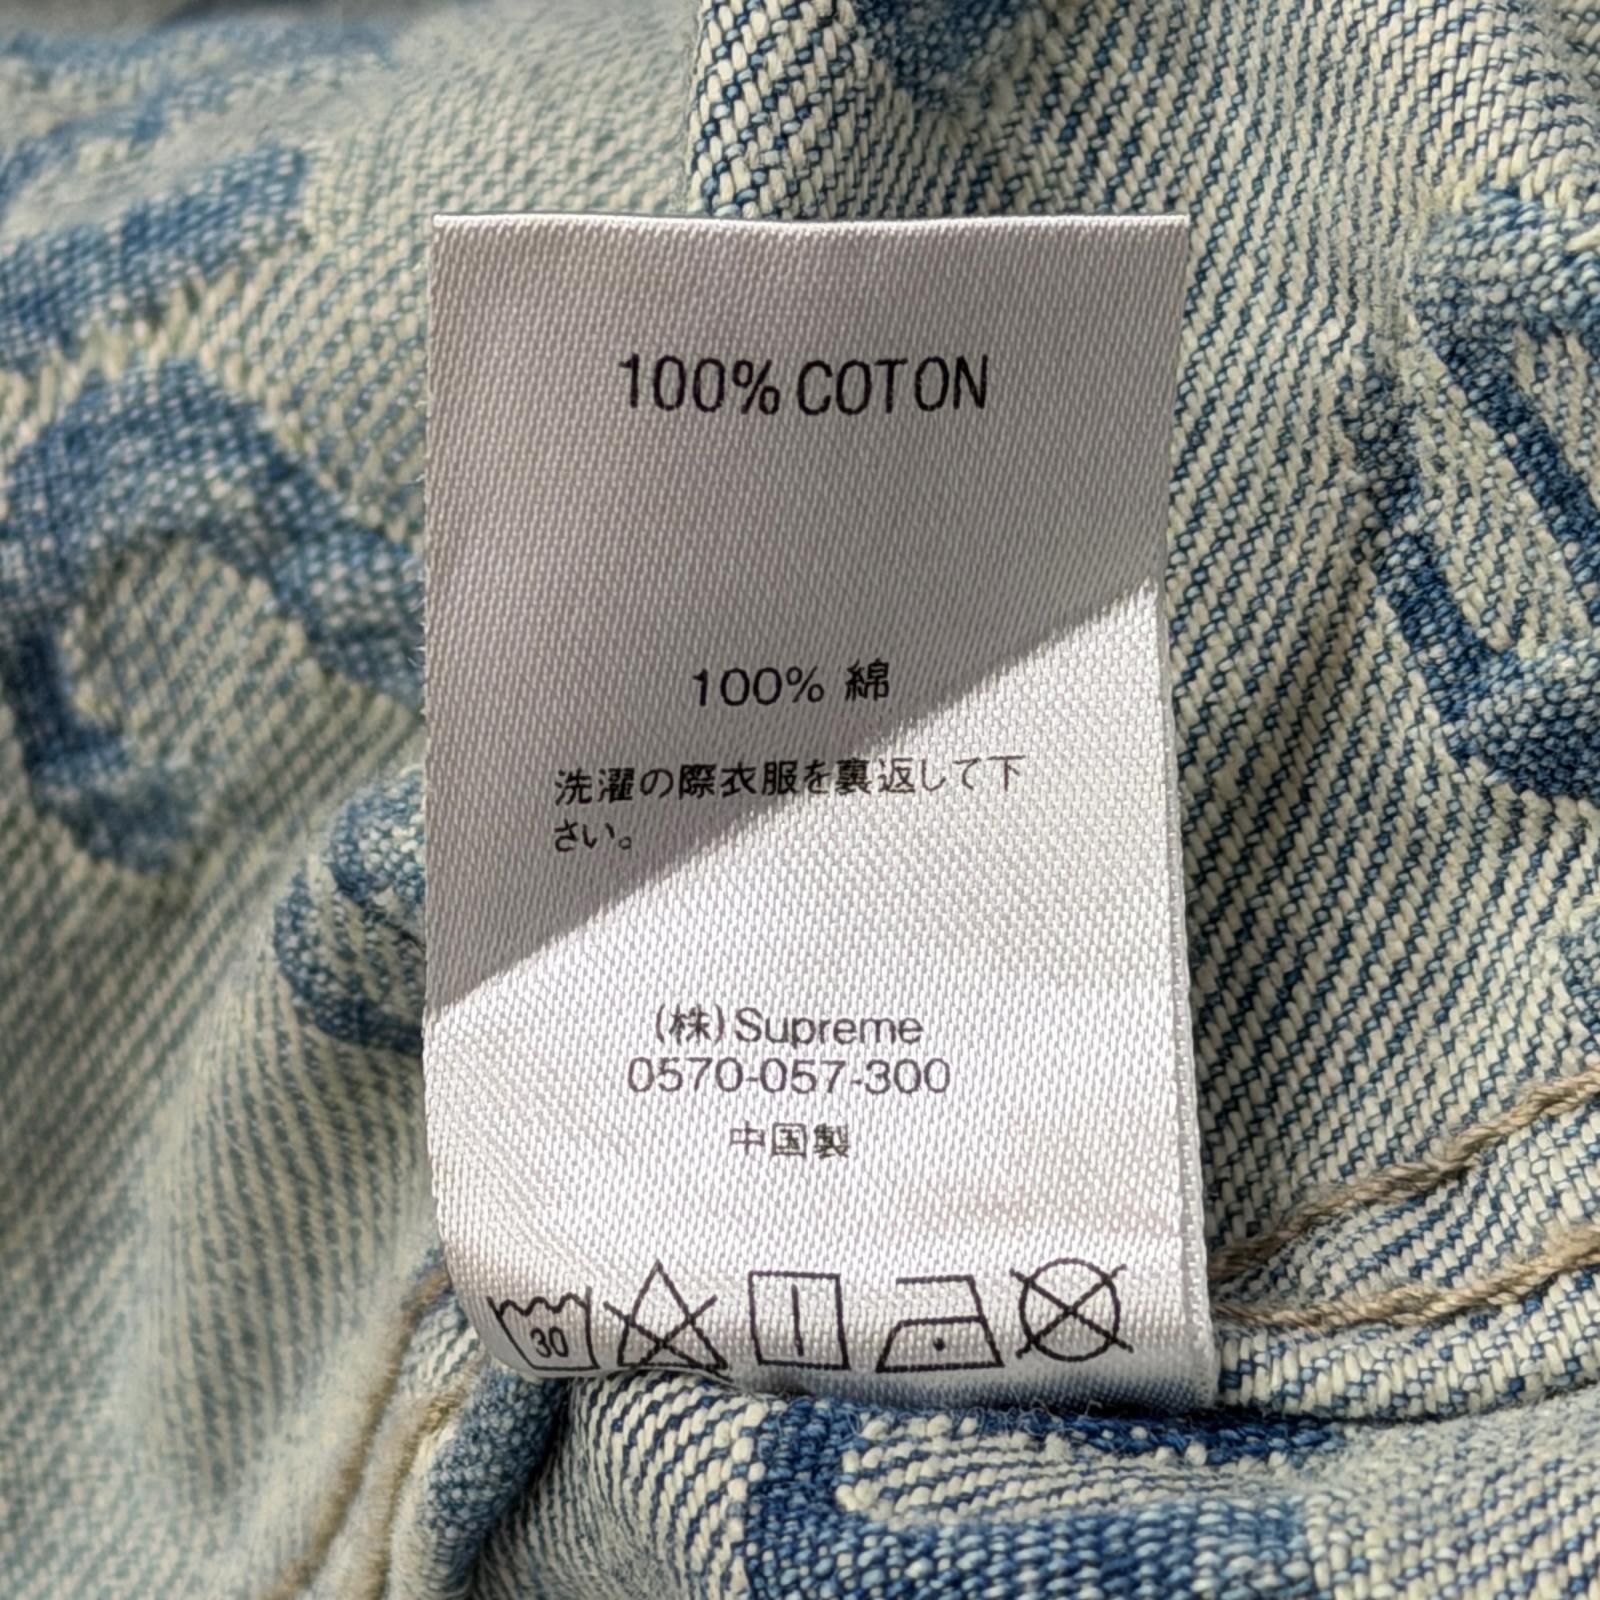 100% COTON
100% 綿
洗濯の際衣服を裏返して下
さい。
(株)Supreme
0570-057-300
中国製
30